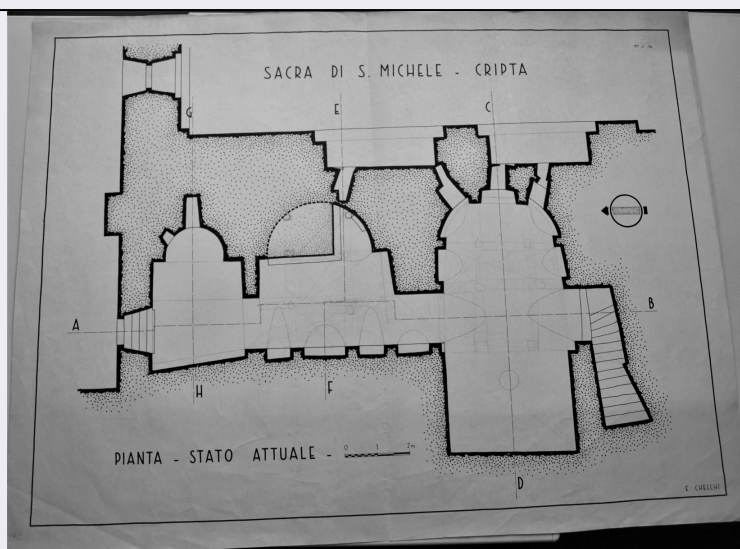 SACRA DI S. MICHELE - CRIPTA
G
E
C
A
B
H
F
D
PIANTA - STATO ATTUALE -
0 1 2m
E. CHECCHI